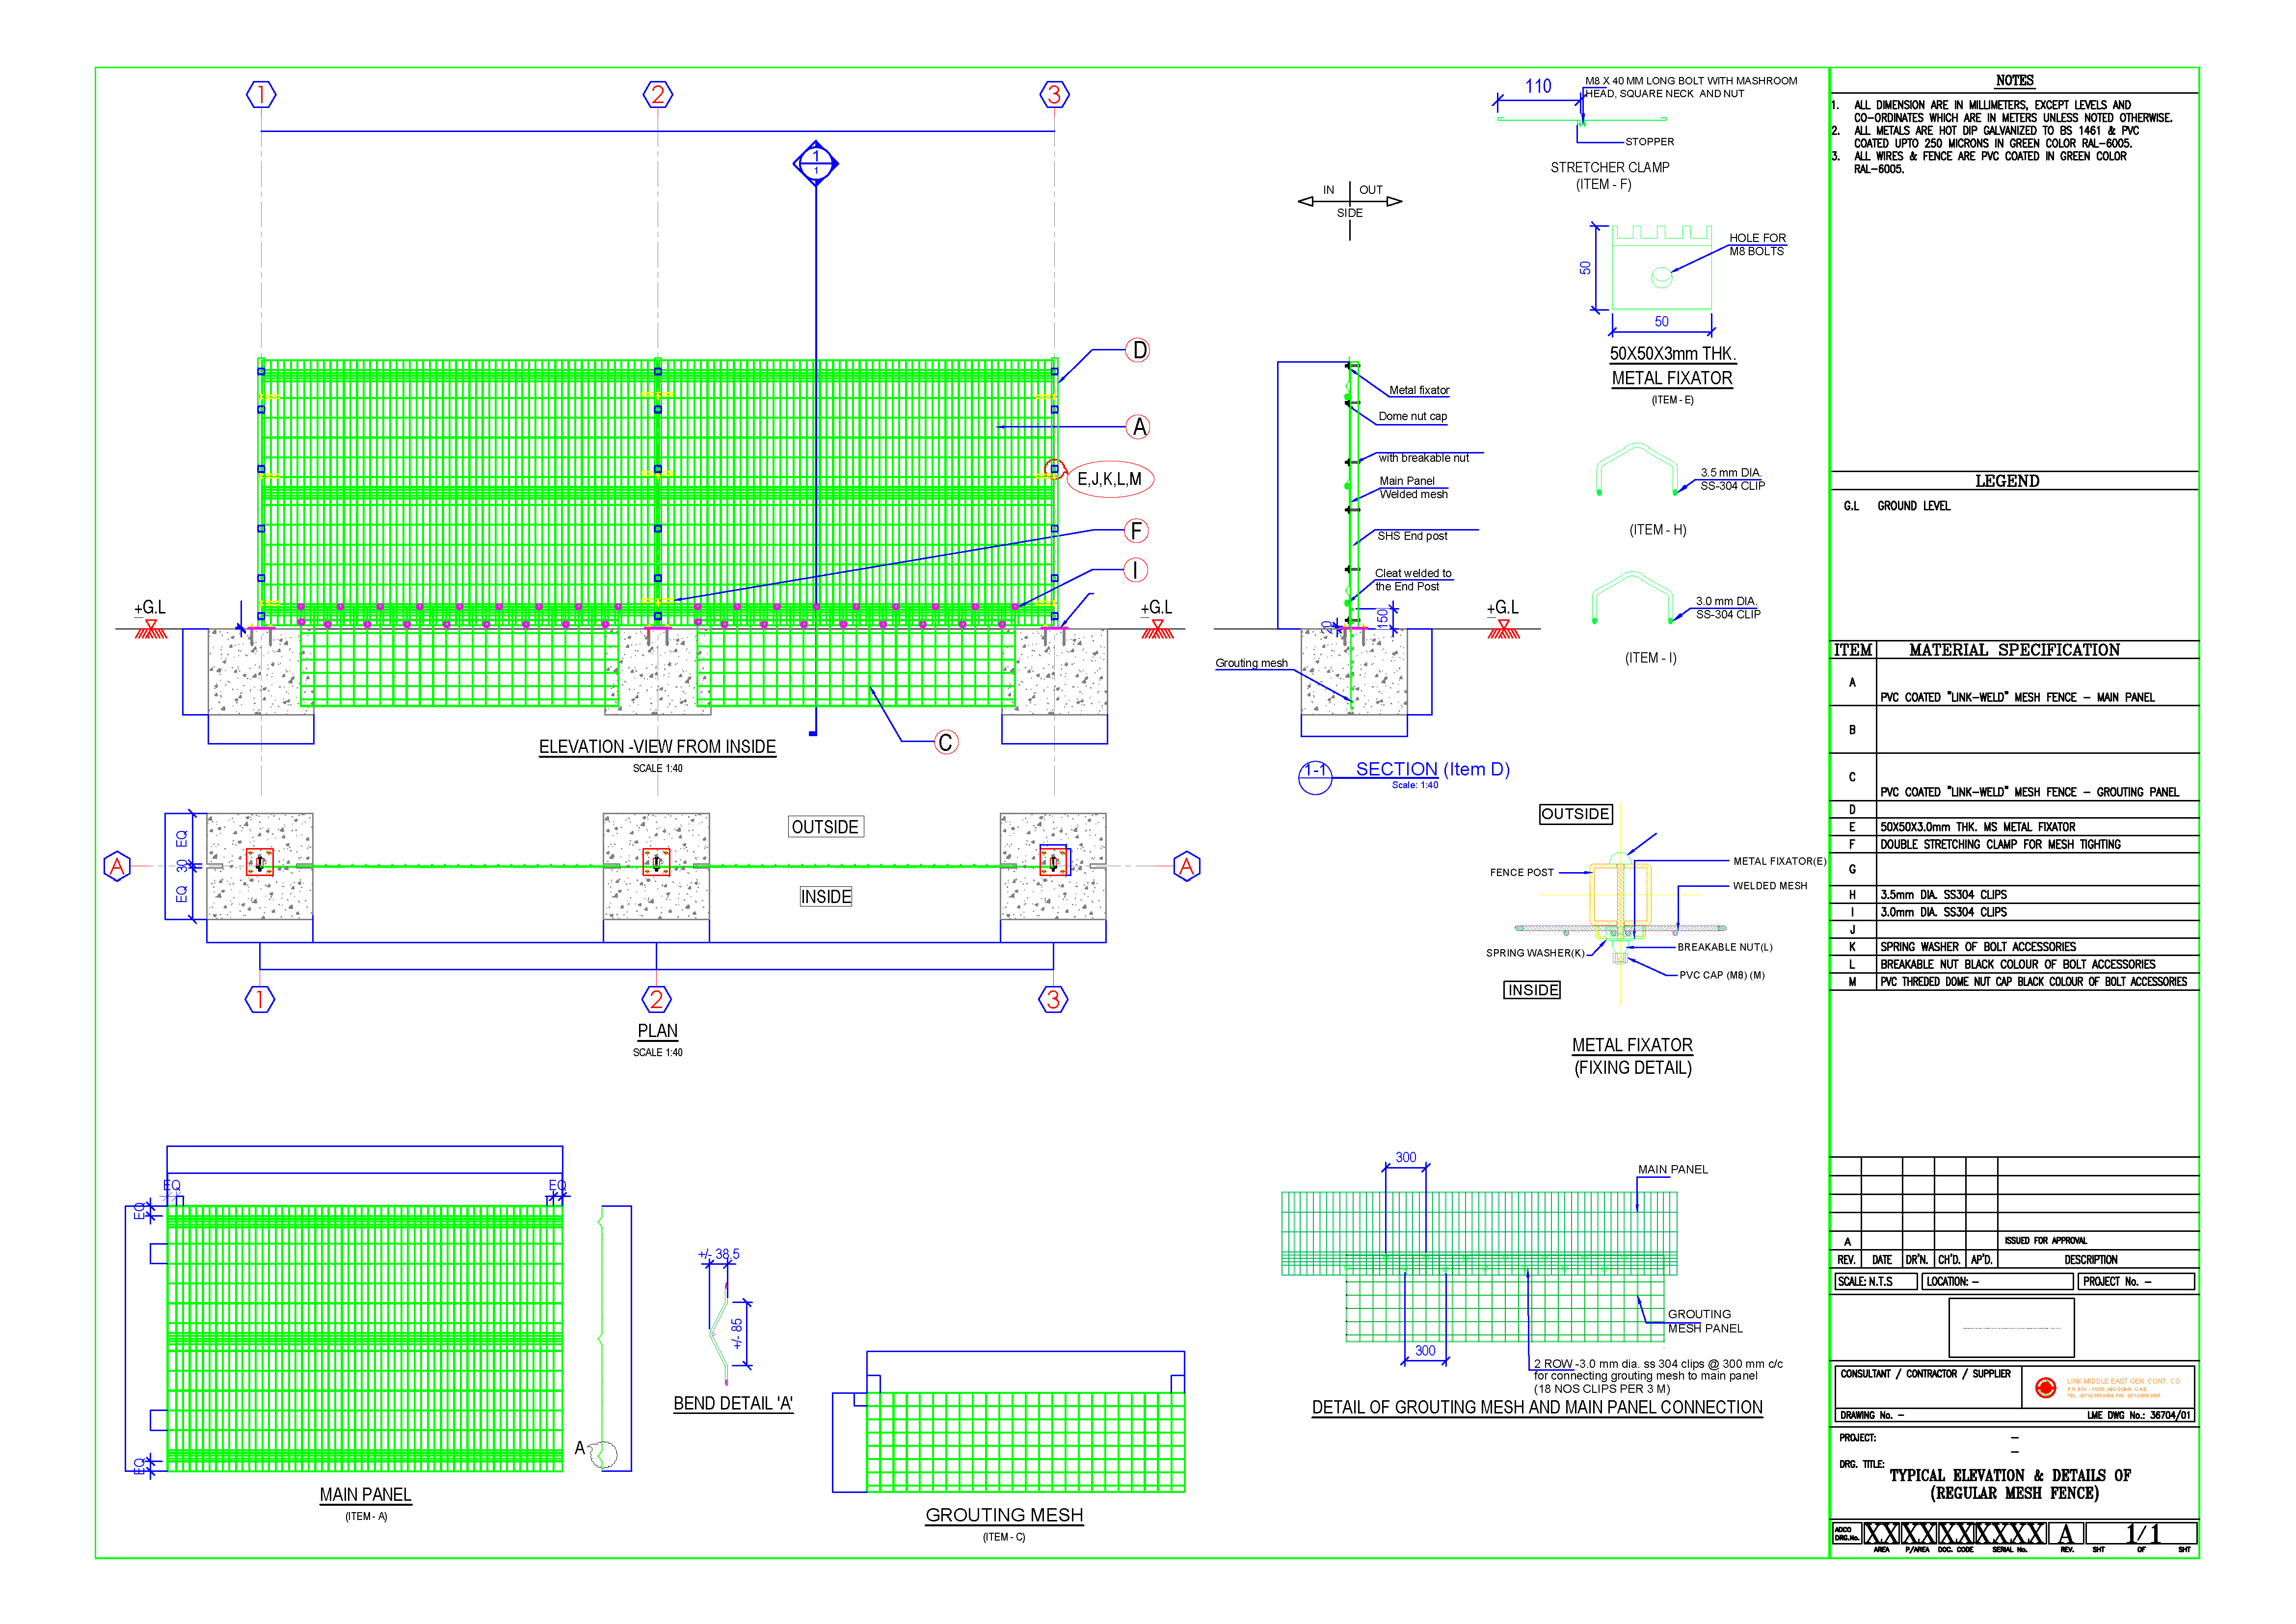 1
2
3
1
1
D
A
E,J,K,L,M
F
I
+G.L
+G.L
C
ELEVATION -VIEW FROM INSIDE
SCALE 1:40
EQ
30
EQ
A
OUTSIDE
INSIDE
A
1
2
3
PLAN
SCALE 1:40
IN OUT
SIDE
Metal fixator
Dome nut cap
with breakable nut
Main Panel
Welded mesh
SHS End post
Cleat welded to
the End Post
20
150
+G.L
Grouting mesh
1-1 SECTION (Item D)
Scale: 1:40
110
M8 X 40 MM LONG BOLT WITH MASHROOM
HEAD, SQUARE NECK AND NUT
STOPPER
STRETCHER CLAMP
(ITEM - F)
50
HOLE FOR
M8 BOLTS
50
50X50X3mm THK.
METAL FIXATOR
(ITEM - E)
3.5 mm DIA.
SS-304 CLIP
(ITEM - H)
3.0 mm DIA.
SS-304 CLIP
(ITEM - I)
OUTSIDE
FENCE POST
METAL FIXATOR(E)
WELDED MESH
SPRING WASHER(K)
BREAKABLE NUT(L)
PVC CAP (M8) (M)
INSIDE
METAL FIXATOR
(FIXING DETAIL)
EQ
EQ
EQ
EQ
A
MAIN PANEL
(ITEM - A)
+/- 38.5
+/- 85
BEND DETAIL 'A'
GROUTING MESH
(ITEM - C)
300
MAIN PANEL
GROUTING
MESH PANEL
300
2 ROW -3.0 mm dia. ss 304 clips @ 300 mm c/c
for connecting grouting mesh to main panel
(18 NOS CLIPS PER 3 M)
DETAIL OF GROUTING MESH AND MAIN PANEL CONNECTION
NOTES
1. ALL DIMENSION ARE IN MILLIMETERS, EXCEPT LEVELS AND
CO-ORDINATES WHICH ARE IN METERS UNLESS NOTED OTHERWISE.
2. ALL METALS ARE HOT DIP GALVANIZED TO BS 1461 & PVC
COATED UPTO 250 MICRONS IN GREEN COLOR RAL-6005.
3. ALL WIRES & FENCE ARE PVC COATED IN GREEN COLOR
RAL-6005.
LEGEND
G.L GROUND LEVEL
ITEM MATERIAL SPECIFICATION
A PVC COATED "LINK-WELD" MESH FENCE - MAIN PANEL
B
C PVC COATED "LINK-WELD" MESH FENCE - GROUTING PANEL
D
E 50X50X3.0mm THK. MS METAL FIXATOR
F DOUBLE STRETCHING CLAMP FOR MESH TIGHTING
G
H 3.5mm DIA. SS304 CLIPS
I 3.0mm DIA. SS304 CLIPS
J
K SPRING WASHER OF BOLT ACCESSORIES
L BREAKABLE NUT BLACK COLOUR OF BOLT ACCESSORIES
M PVC THREDED DOME NUT CAP BLACK COLOUR OF BOLT ACCESSORIES
A ISSUED FOR APPROVAL
REV. DATE DR'N. CH'D. AP'D. DESCRIPTION
SCALE: N.T.S LOCATION: - PROJECT No. -
CONSULTANT / CONTRACTOR / SUPPLIER
LINK MIDDLE EAST GEN. CONT. CO.
DRAWING No. - LME DWG No.: 36704/01
PROJECT: -
-
DRG. TITLE:
TYPICAL ELEVATION & DETAILS OF
(REGULAR MESH FENCE)
ADCO
DRG.No. XX XX XX XXXX A 1/1
AREA P/AREA DOC. CODE SERIAL No. REV. SHT OF SHT